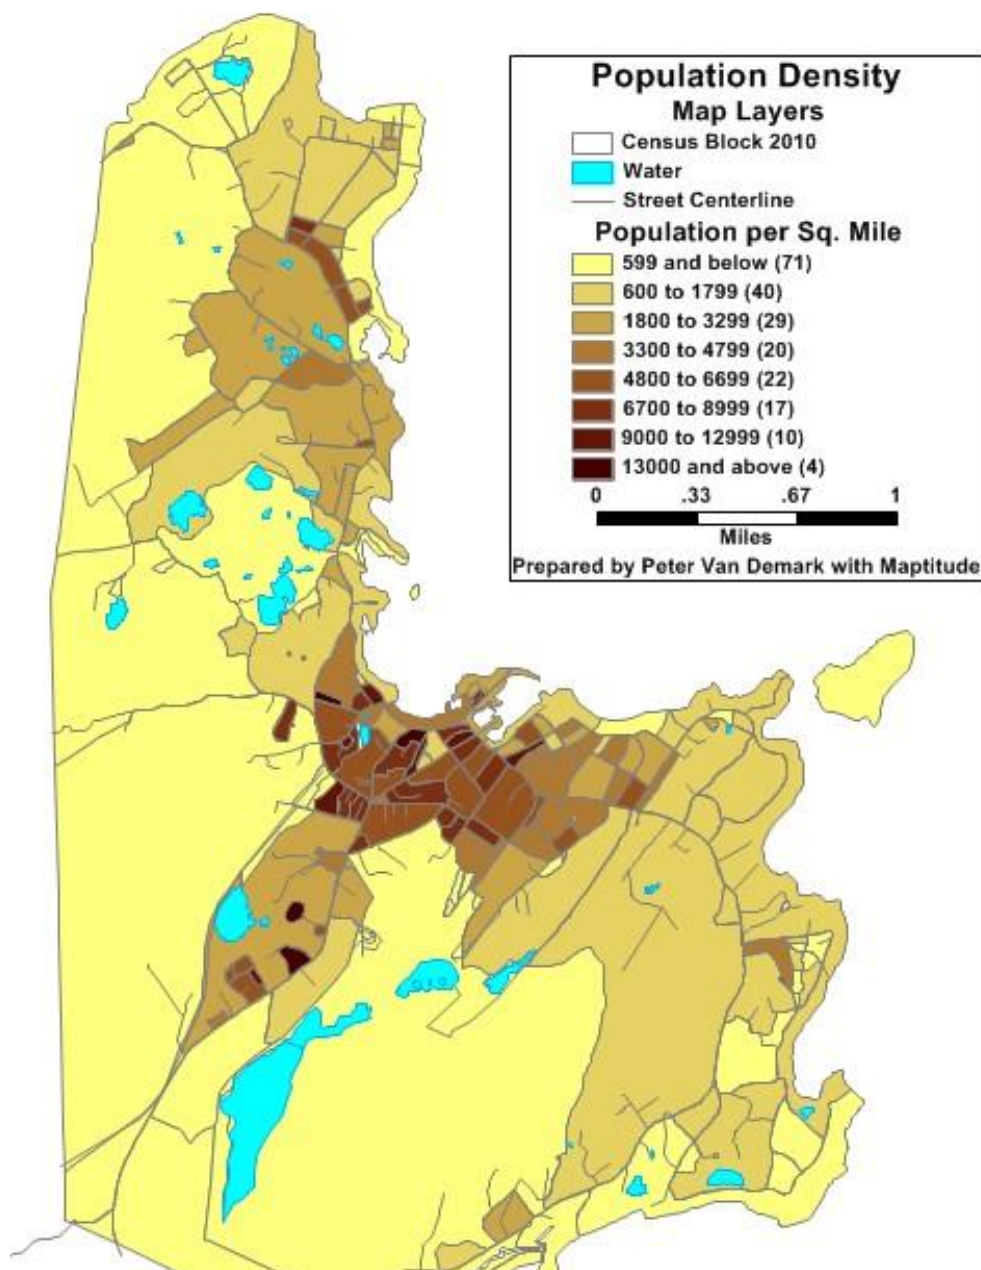 Population Density
Map Layers
Census Block 2010
Water
Street Centerline
Population per Sq. Mile
599 and below (71)
600 to 1799 (40)
1800 to 3299 (29)
3300 to 4799 (20)
4800 to 6699 (22)
6700 to 8999 (17)
9000 to 12999 (10)
13000 and above (4)
0 .33 .67 1
Miles
Prepared by Peter Van Demark with Maptitude